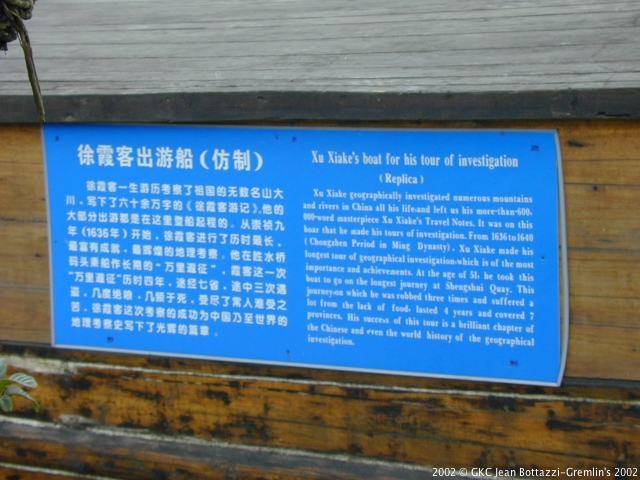 徐霞客出游船（仿制）
徐霞客一生游历考察了祖国的无数名山大
川，写下了六十余万字的《徐霞客游记》。他的
大部分出游都是在这里登船起程的。从崇祯九
年（1636年）开始，徐霞客进行了历时最长，
最富有成就，最辉煌的地理考察。他在胜水桥
码头乘船作长期的“万里遐征”，霞客这一次
“万里遐征”历时四年，途经七省，途中三次遇
盗，几度绝粮，几频于死，受尽了常人难受之
苦。徐霞客这次考察的成功为中国乃至世界的
地理考察史写下了光辉的篇章。
Xu Xiake's boat for his tour of investigation
(Replica)
Xu Xiake geographically investigated numerous mountains
and rivers in China all his life,and left us his more-than-600,
000-word masterpiece Xu Xiake's Travel Notes. It was on this
boat that he made his tours of investigation. From 1636 to 1640
(Chongzhen Period in Ming Dynasty), Xu Xiake made his
longest tour of geographical investigation,which is of the most
importance and achievements. At the age of 51, he took this
boat to go on the longest journey at Shengshui Quay. This
journey,on which he was robbed three times and suffered a
lot from the lack of food, lasted 4 years and covered 7
provinces. His success of this tour is a brilliant chapter of
the Chinese and even the world history of the geographical
investigation.
2002 © GKC Jean Bottazzi-Gremlin's 2002